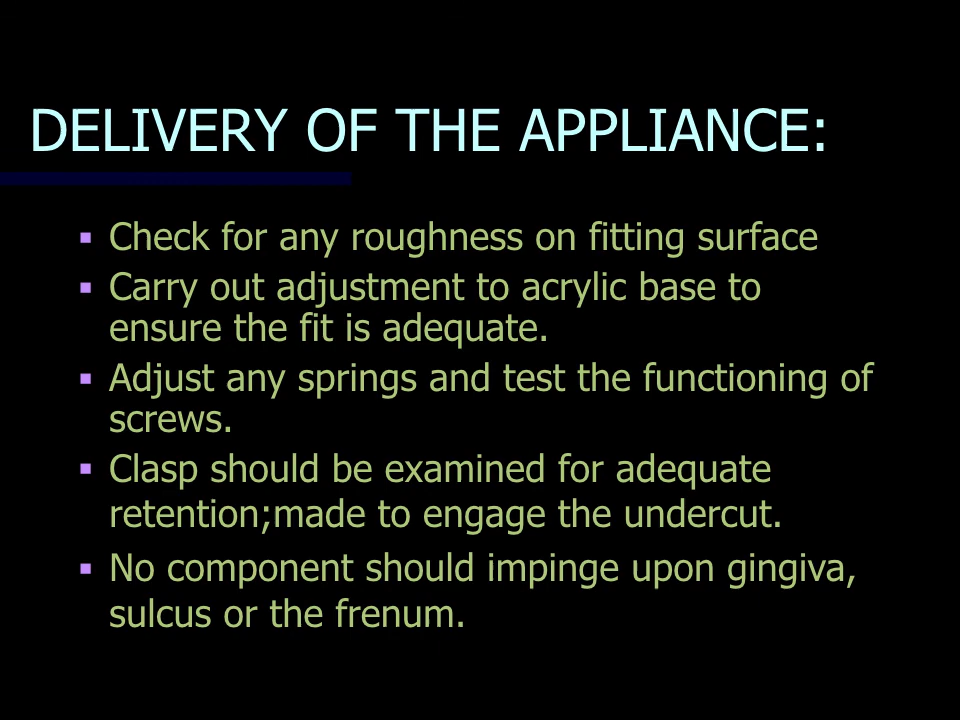 DELIVERY OF THE APPLIANCE:
▪ Check for any roughness on fitting surface
▪ Carry out adjustment to acrylic base to
ensure the fit is adequate.
▪ Adjust any springs and test the functioning of
screws.
▪ Clasp should be examined for adequate
retention;made to engage the undercut.
▪ No component should impinge upon gingiva,
sulcus or the frenum.